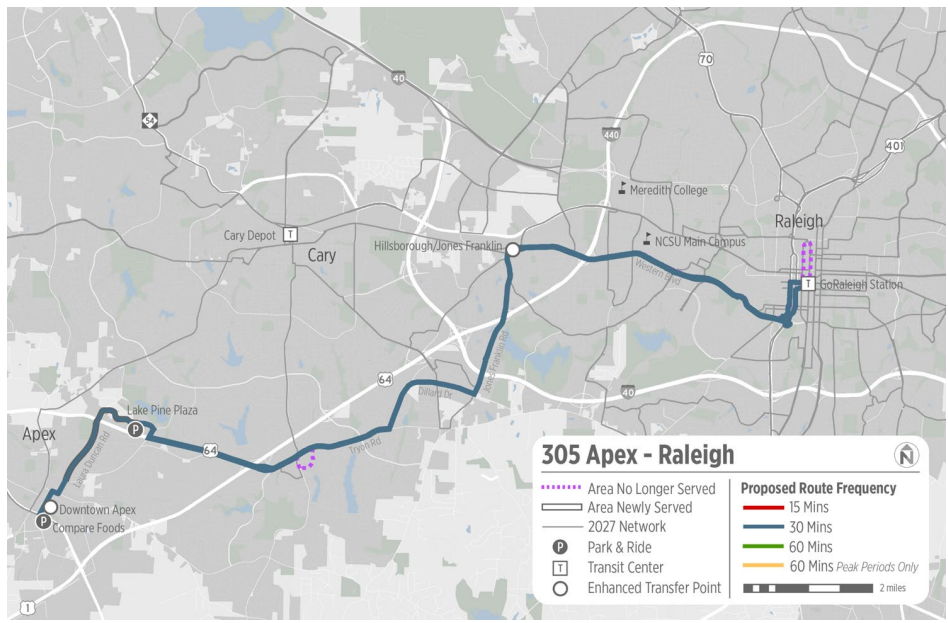 70
40
54
440
401
Meredith College
Raleigh
Cary Depot
T
Cary
Hillsborough/Jones Franklin
NCSU Main Campus
Western Blvd
T
GoRaleigh Station
Jones Franklin Rd
64
Dillard Dr
40
Lake Pine Plaza
P
Apex
Laura Duncan Rd
64
Tryon Rd
Downtown Apex
P
Compare Foods
1
305 Apex - Raleigh
N
Area No Longer Served
Area Newly Served
2027 Network
P
Park & Ride
T
Transit Center
Enhanced Transfer Point
Proposed Route Frequency
15 Mins
30 Mins
60 Mins
60 Mins Peak Periods Only
2 miles